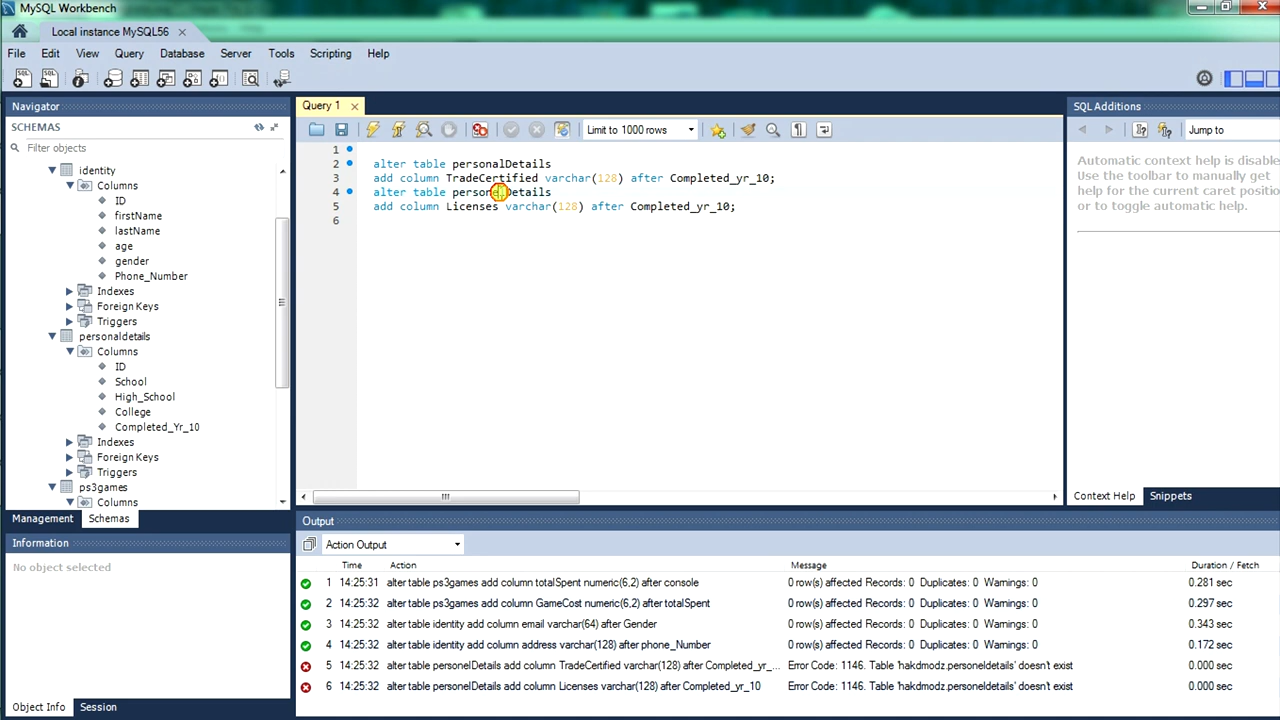 MySQL Workbench
Local instance MySQL56
File Edit View Query Database Server Tools Scripting Help
Navigator
SCHEMAS
Filter objects
identity
Columns
ID
firstName
lastName
age
gender
Phone_Number
Indexes
Foreign Keys
Triggers
personaldetails
Columns
ID
School
High_School
College
Completed_Yr_10
Indexes
Foreign Keys
Triggers
ps3games
Columns
Management Schemas
Information
No object selected
Object Info Session
Query 1
Limit to 1000 rows
1
2 alter table personalDetails
3 add column TradeCertified varchar(128) after Completed_yr_10;
4 alter table Details
5 add column Licenses varchar(128) after Completed_yr_10;
6
SQL Additions
Jump to
Automatic context help is disable
Use the toolbar to manually get
help for the current caret positio
or to toggle automatic help.
Context Help Snippets
Output
Action Output
Time Action Message Duration / Fetch
1 14:25:31 alter table ps3games add column totalSpent numeric(6,2) after console 0 row(s) affected Records: 0 Duplicates: 0 Warnings: 0 0.281 sec
2 14:25:32 alter table ps3games add column GameCost numeric(6,2) after totalSpent 0 row(s) affected Records: 0 Duplicates: 0 Warnings: 0 0.297 sec
3 14:25:32 alter table identity add column email varchar(64) after Gender 0 row(s) affected Records: 0 Duplicates: 0 Warnings: 0 0.343 sec
4 14:25:32 alter table identity add column address varchar(128) after phone_Number 0 row(s) affected Records: 0 Duplicates: 0 Warnings: 0 0.172 sec
5 14:25:32 alter table personelDetails add column TradeCertified varchar(128) after Completed_yr_... Error Code: 1146. Table 'hakdmodz.personeldetails' doesn't exist 0.000 sec
6 14:25:32 alter table personelDetails add column Licenses varchar(128) after Completed_yr_10 Error Code: 1146. Table 'hakdmodz.personeldetails' doesn't exist 0.000 sec